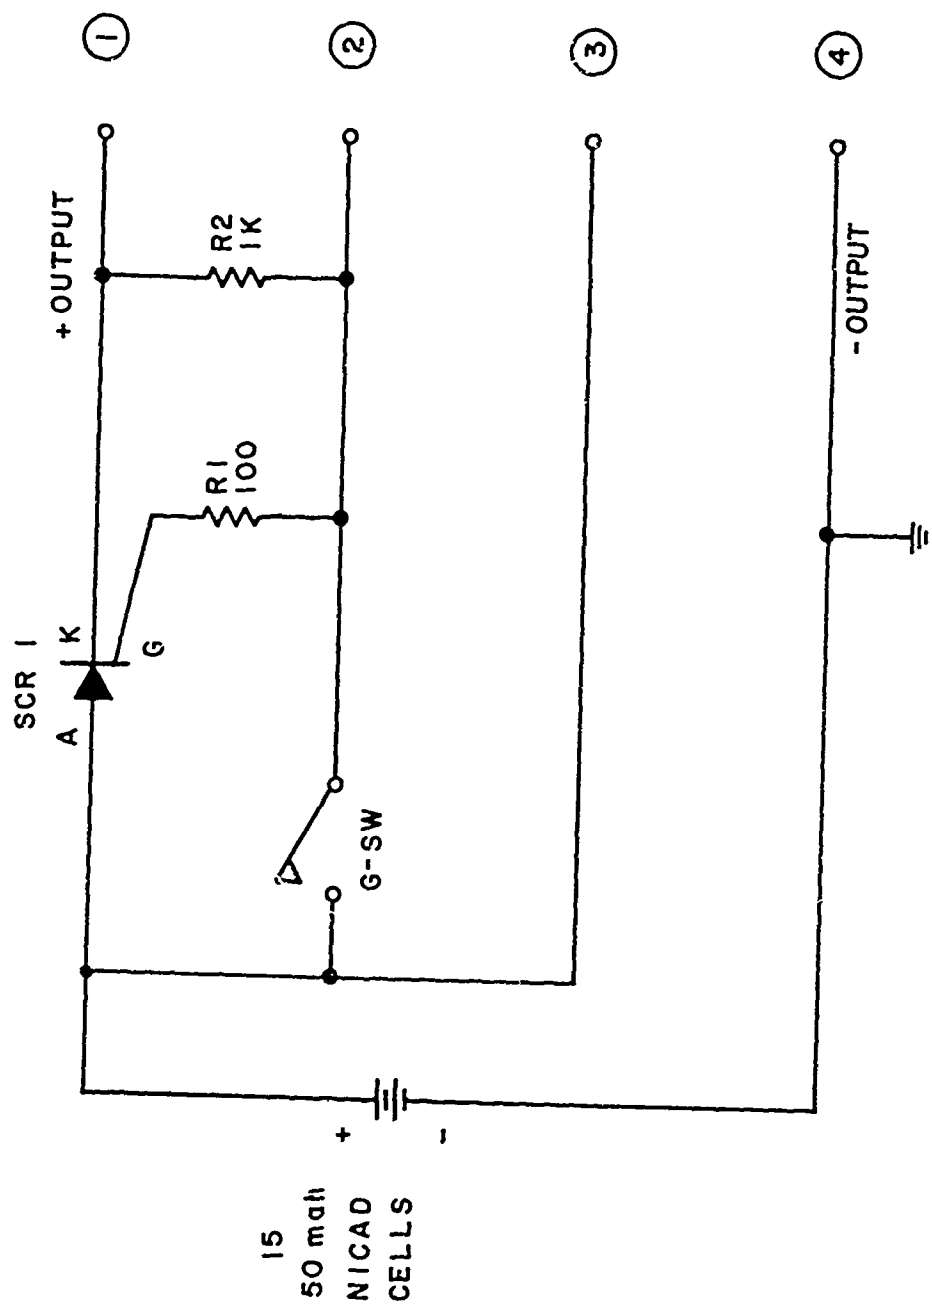 15
50 mah
NICAD
CELLS
+
-
SCR 1
A
K
G
G-SW
R1
100
R2
1K
+ OUTPUT
- OUTPUT
1
2
3
4